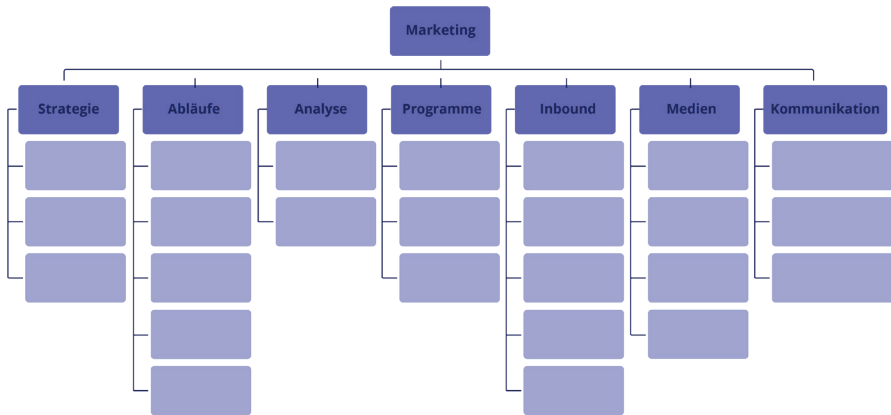 Marketing
Strategie
Abläufe
Analyse
Programme
Inbound
Medien
Kommunikation